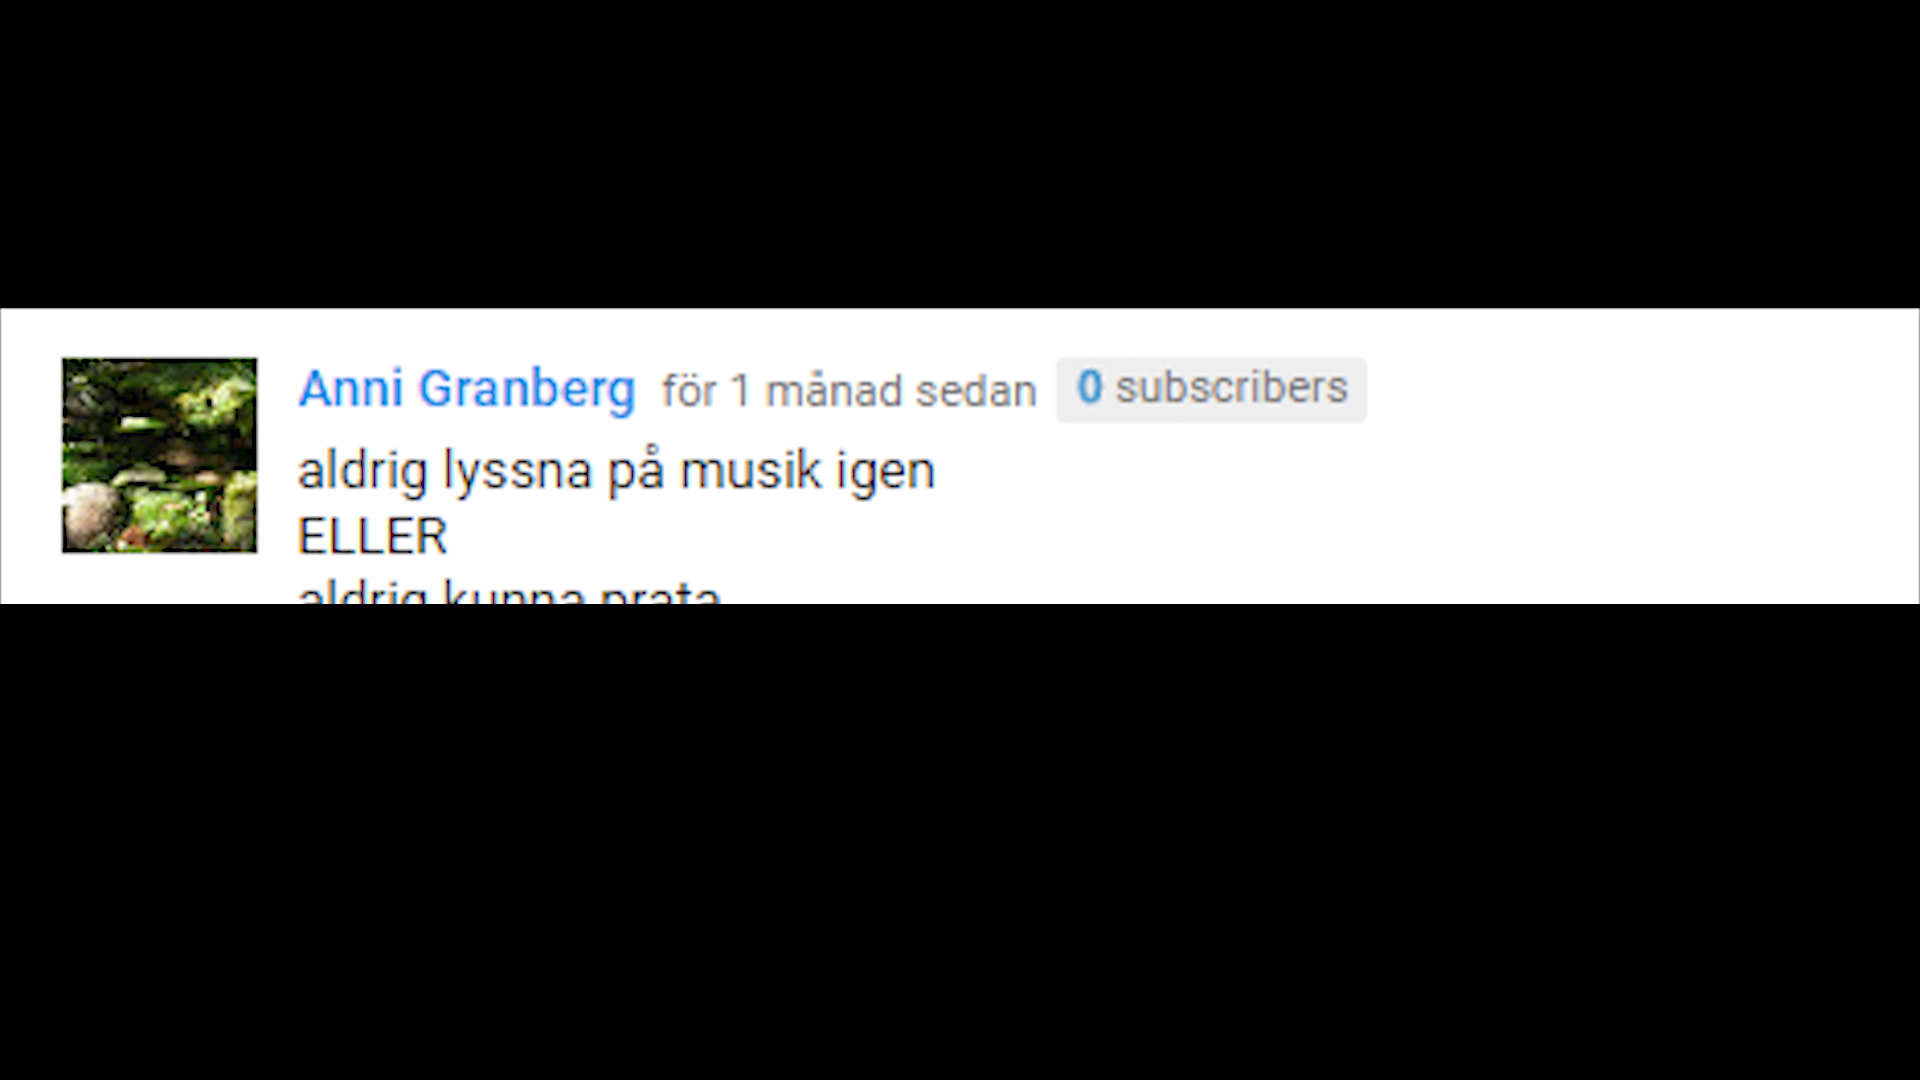 Anni Granberg för 1 månad sedan 0 subscribers
aldrig lyssna på musik igen
ELLER
aldrig kunna prata